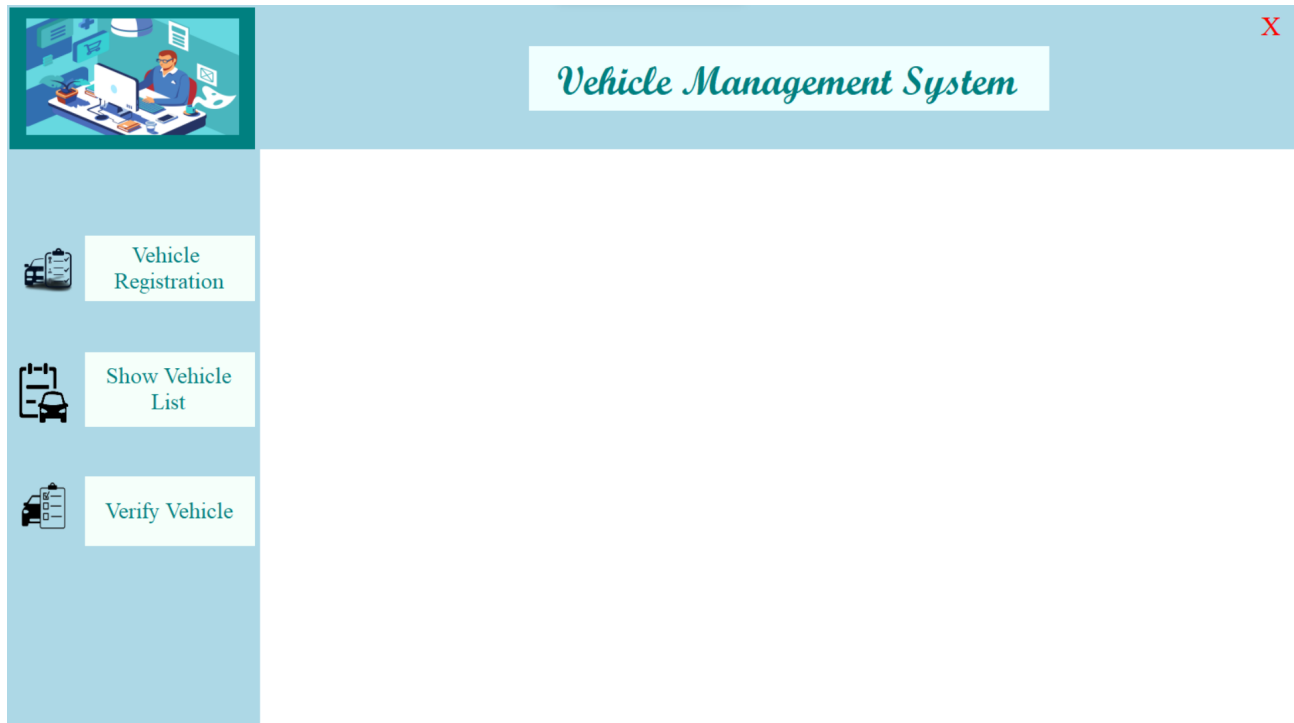 X
Vehicle Management System
Vehicle
Registration
Show Vehicle
List
Verify Vehicle